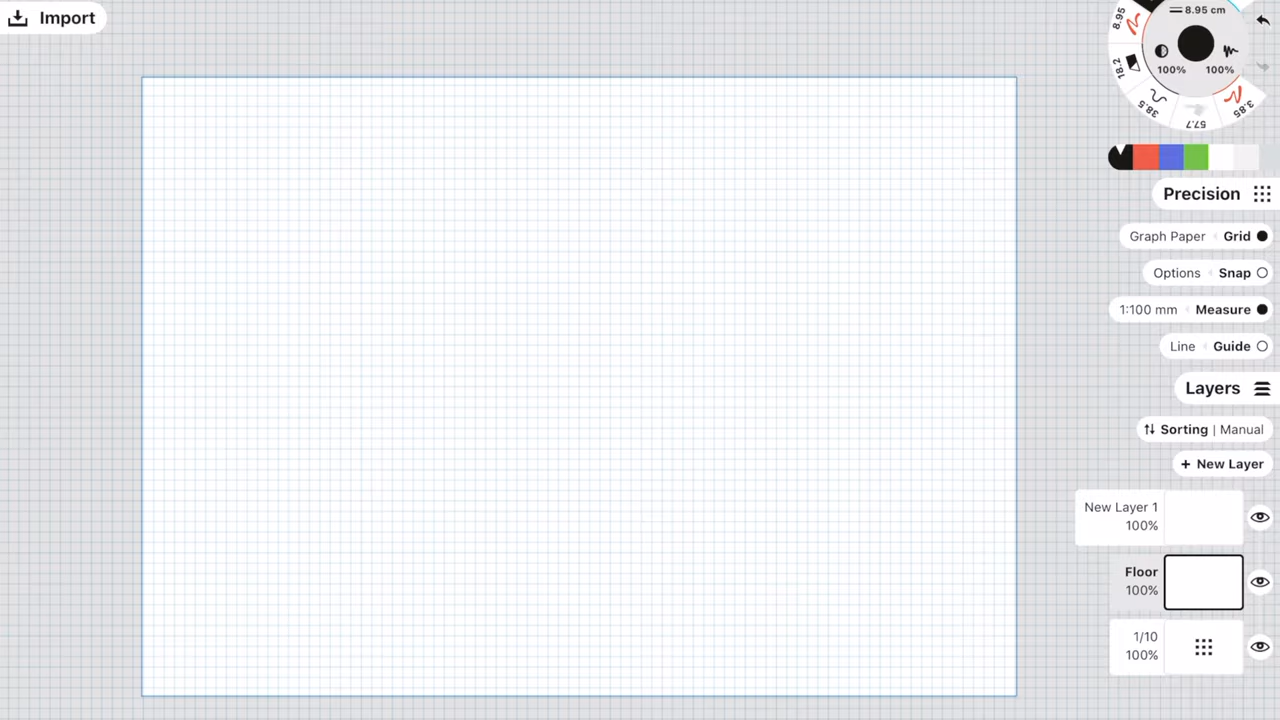 Import
8.95 cm
8.95
100%
100%
18.2
38.5
57.7
3.85
Precision
Graph Paper Grid
Options Snap
1:100 mm Measure
Line Guide
Layers
Sorting | Manual
+ New Layer
New Layer 1
100%
Floor
100%
1/10
100%